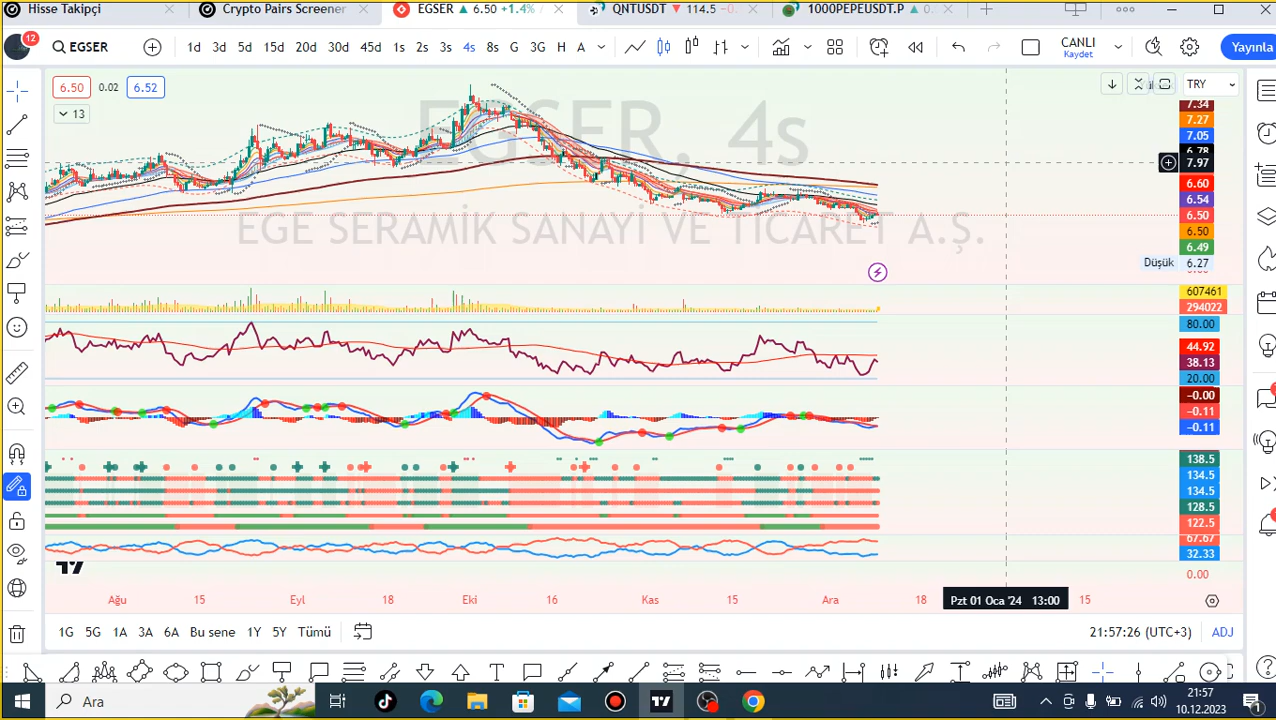 Hisse Takipçi
Crypto Pairs Screener
EGSER ▲ 6.50 +1.4%
QNTUSDT ▼ 114.5
1000PEPEUSDT.P ▲ 0.
12
EGSER
1d 3d 5d 15d 20d 30d 45d 1s 2s 3s 4s 8s G 3G H A
CANLI
Kaydet
Yayınla
6.50 0.02 6.52
13
TRY
EGSER, 4s
EGE SERAMİK SANAYİ VE TİCARET A.Ş.
7.34
7.27
7.05
6.78
7.97
6.60
6.54
6.50
6.50
6.49
Düşük 6.27
607461
294022
80.00
44.92
38.13
20.00
−0.00
−0.11
−0.11
138.5
134.5
134.5
128.5
122.5
67.67
32.33
0.00
Ağu 15 Eyl 18 Eki 16 Kas 15 Ara 18 Pzt 01 Oca '24 13:00 15
1G 5G 1A 3A 6A Bu sene 1Y 5Y Tümü
21:57:26 (UTC+3) ADJ
Ara
21:57
10.12.2023
1